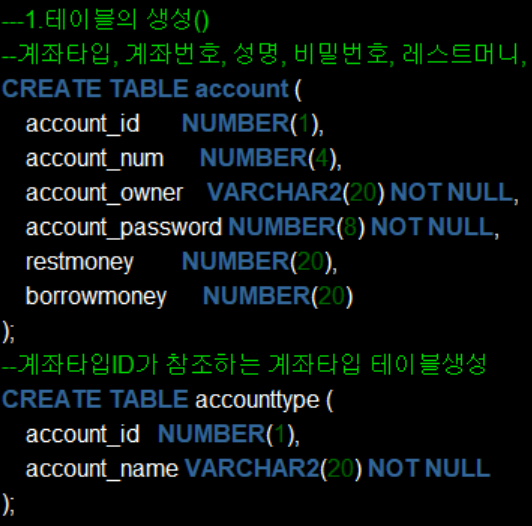 ---1.테이블의 생성()
--계좌타입, 계좌번호, 성명, 비밀번호, 레스트머니,
CREATE TABLE account (
account_id NUMBER(1),
account_num NUMBER(4),
account_owner VARCHAR2(20) NOT NULL,
account_password NUMBER(8) NOT NULL,
restmoney NUMBER(20),
borrowmoney NUMBER(20)
);
--계좌타입ID가 참조하는 계좌타입 테이블생성
CREATE TABLE accounttype (
account_id NUMBER(1),
account_name VARCHAR2(20) NOT NULL
);